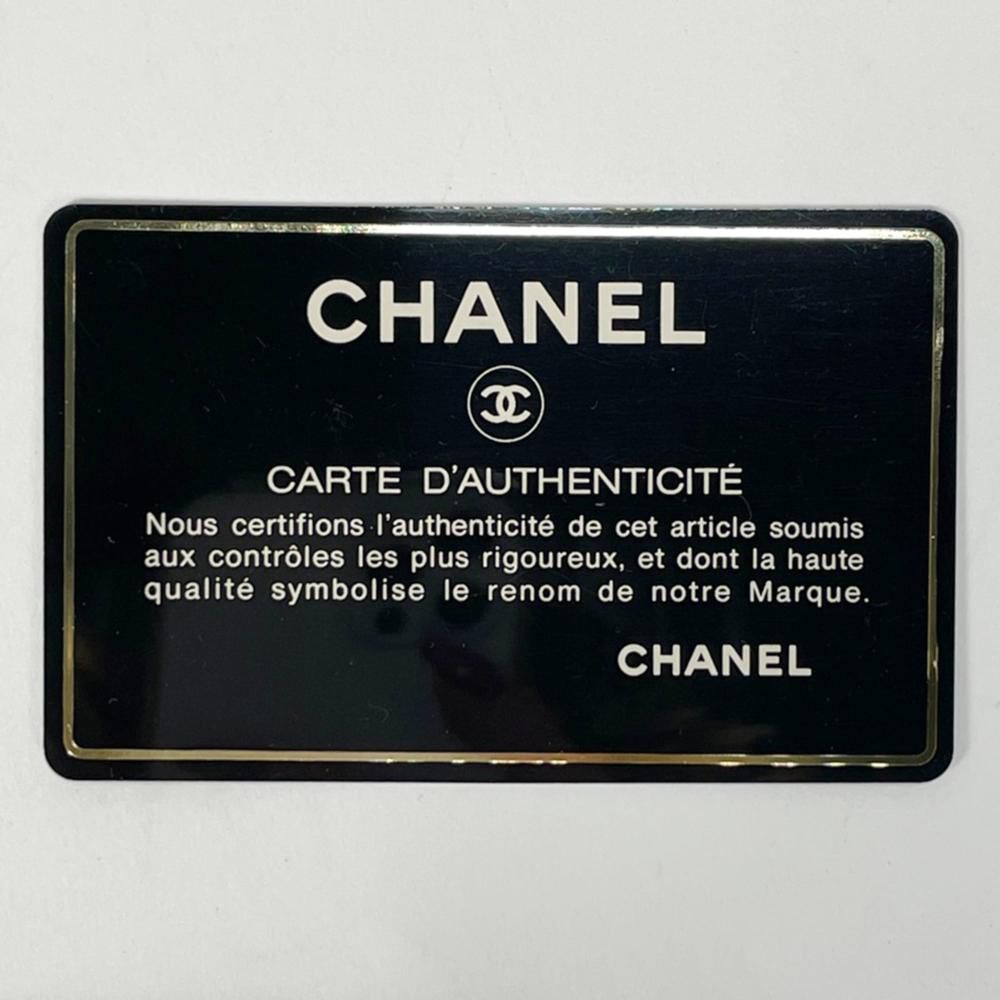 CHANEL
CARTE D'AUTHENTICITÉ
Nous certifions l'authenticité de cet article soumis
aux contrôles les plus rigoureux, et dont la haute
qualité symbolise le renom de notre Marque.
CHANEL